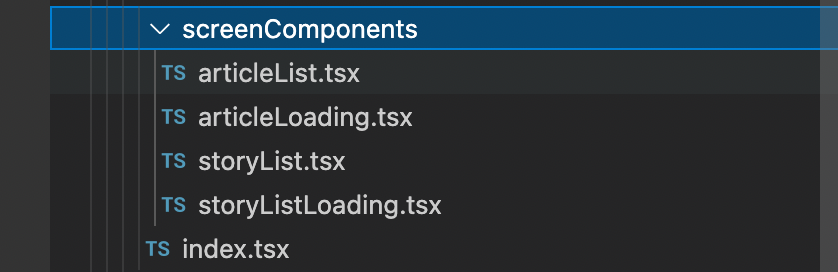 screenComponents
TS articleList.tsx
TS articleLoading.tsx
TS storyList.tsx
TS storyListLoading.tsx
TS index.tsx